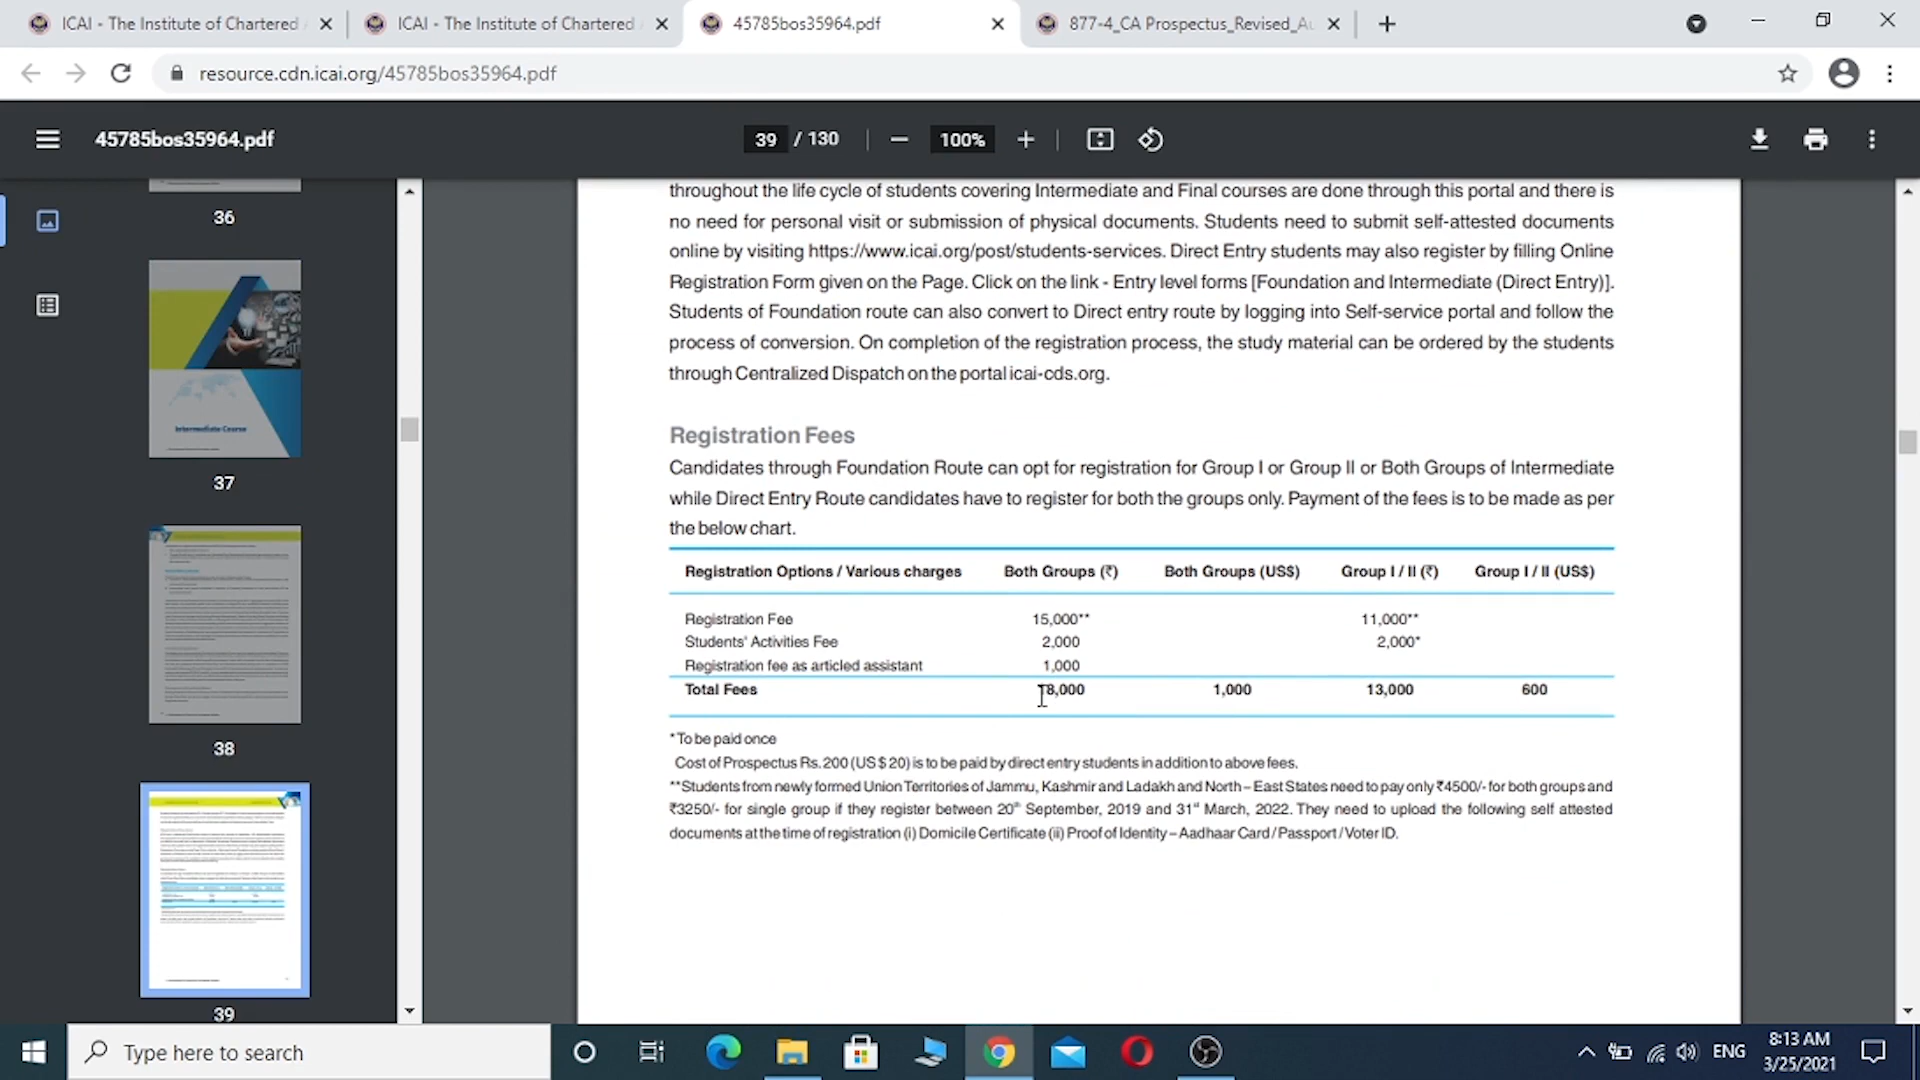 ICAI - The Institute of Chartered A
ICAI - The Institute of Chartered A
45785bos35964.pdf
877-4_CA Prospectus_Revised_Au
resource.cdn.icai.org/45785bos35964.pdf
45785bos35964.pdf
39 / 130
100%
36
Intermediate Course
37
38
39
throughout the life cycle of students covering Intermediate and Final courses are done through this portal and there is
no need for personal visit or submission of physical documents. Students need to submit self-attested documents
online by visiting https://www.icai.org/post/students-services. Direct Entry students may also register by filling Online
Registration Form given on the Page. Click on the link - Entry level forms [Foundation and Intermediate (Direct Entry)].
Students of Foundation route can also convert to Direct entry route by logging into Self-service portal and follow the
process of conversion. On completion of the registration process, the study material can be ordered by the students
through Centralized Dispatch on the portal icai-cds.org.
Registration Fees
Candidates through Foundation Route can opt for registration for Group I or Group II or Both Groups of Intermediate
while Direct Entry Route candidates have to register for both the groups only. Payment of the fees is to be made as per
the below chart.
Registration Options / Various charges Both Groups (₹) Both Groups (US$) Group I / II (₹) Group I / II (US$)
Registration Fee 15,000** 11,000**
Students' Activities Fee 2,000 2,000*
Registration fee as articled assistant 1,000
Total Fees 18,000 1,000 13,000 600
* To be paid once
Cost of Prospectus Rs. 200 (US $ 20) is to be paid by direct entry students in addition to above fees.
**Students from newly formed Union Territories of Jammu, Kashmir and Ladakh and North – East States need to pay only ₹4500/- for both groups and
₹3250/- for single group if they register between 20th September, 2019 and 31st March, 2022. They need to upload the following self attested
documents at the time of registration (i) Domicile Certificate (ii) Proof of Identity – Aadhaar Card / Passport / Voter ID.
Type here to search
ENG
8:13 AM
3/25/2021